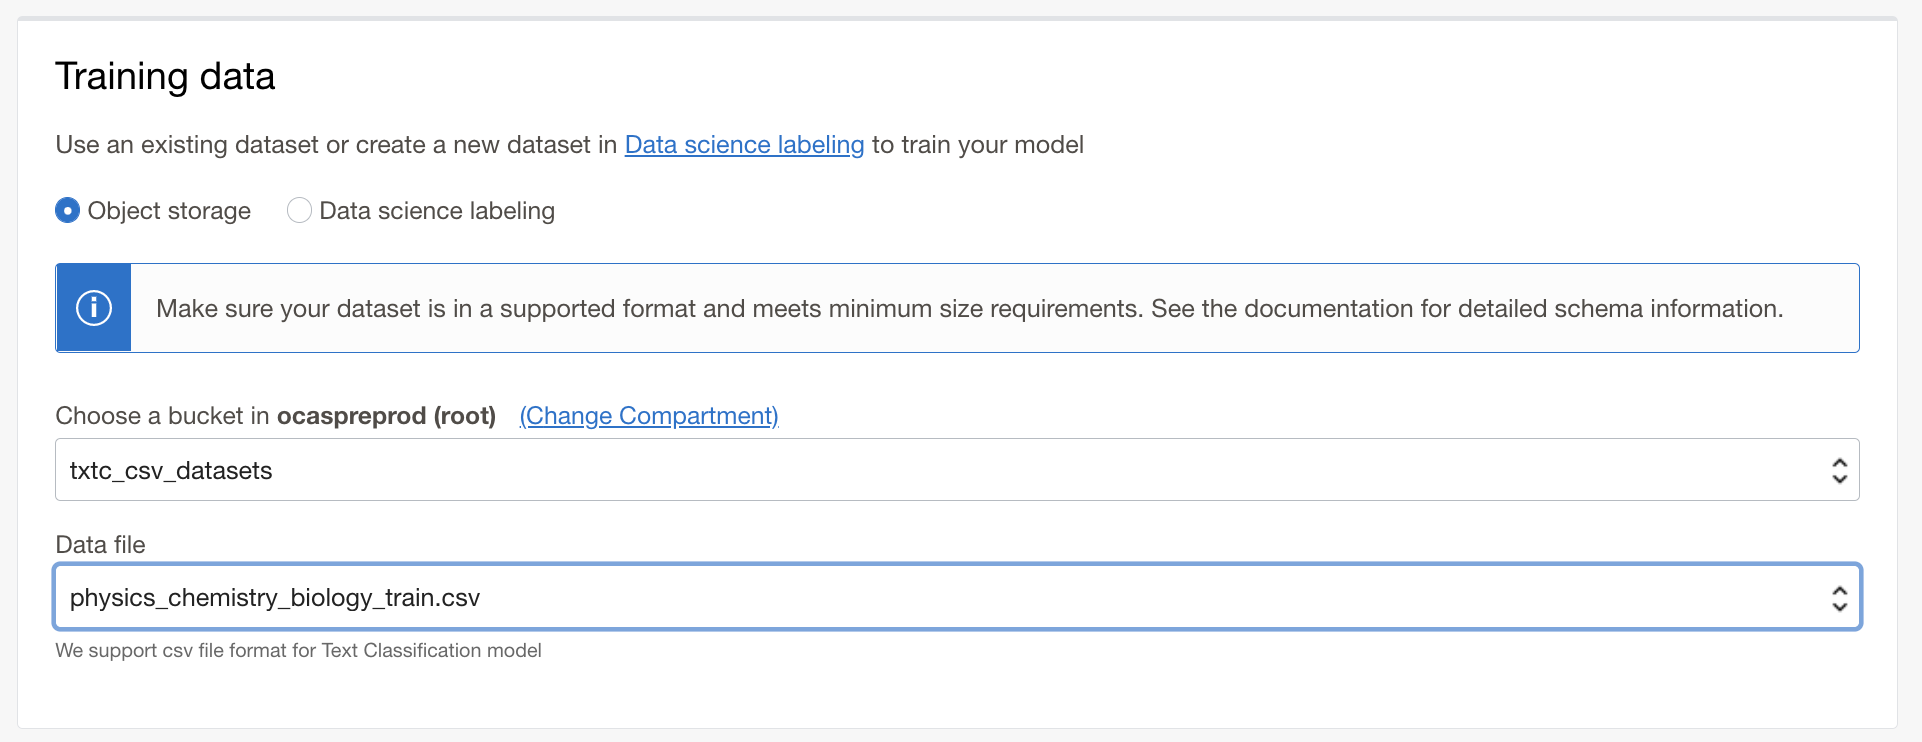 Training data
Use an existing dataset or create a new dataset in Data science labeling to train your model
Object storage Data science labeling
Make sure your dataset is in a supported format and meets minimum size requirements. See the documentation for detailed schema information.
Choose a bucket in ocaspreprod (root) (Change Compartment)
txtc_csv_datasets
Data file
physics_chemistry_biology_train.csv
We support csv file format for Text Classification model